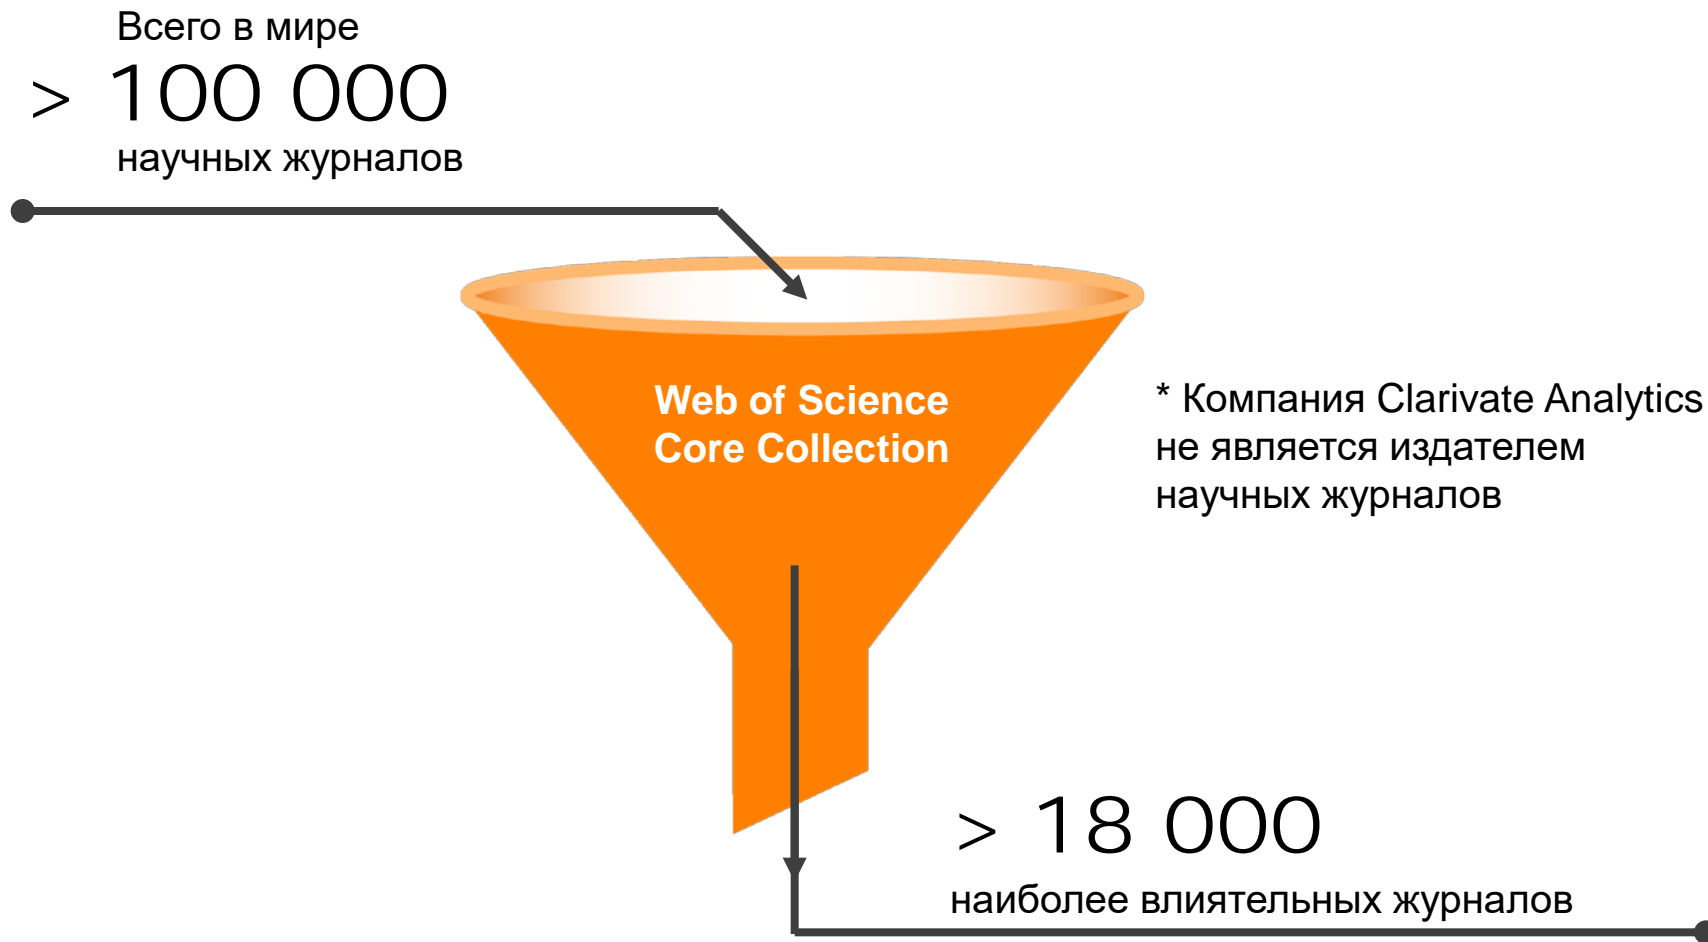 Всего в мире
> 100 000
научных журналов
Web of Science
Core Collection
* Компания Clarivate Analytics
не является издателем
научных журналов
> 18 000
наиболее влиятельных журналов